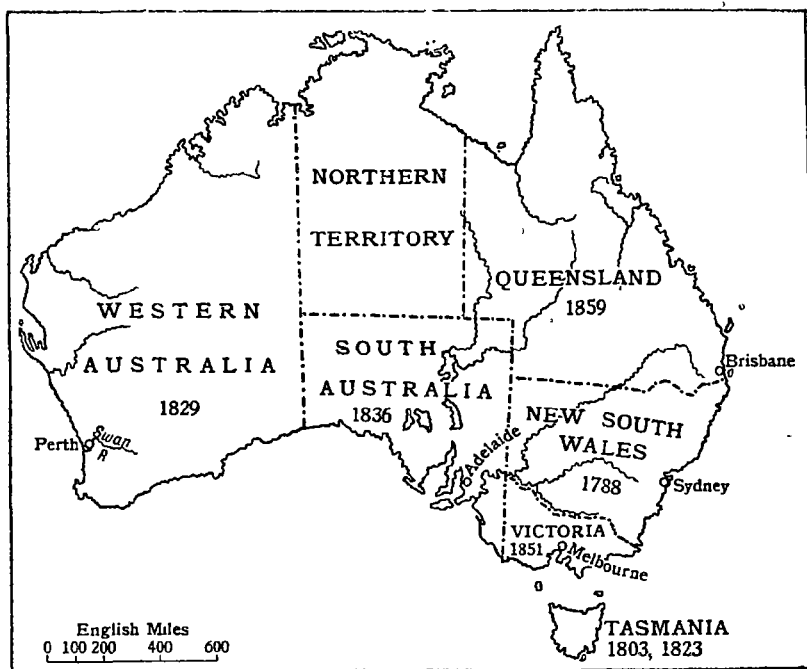 NORTHERN
TERRITORY
QUEENSLAND
1859
WESTERN
AUSTRALIA
1829
SOUTH
AUSTRALIA
1836
Brisbane
NEW SOUTH
WALES
1788
Perth
Swan
R
Adelaide
Sydney
VICTORIA
1851
Melbourne
TASMANIA
1803, 1823
English Miles
0 100 200 400 600